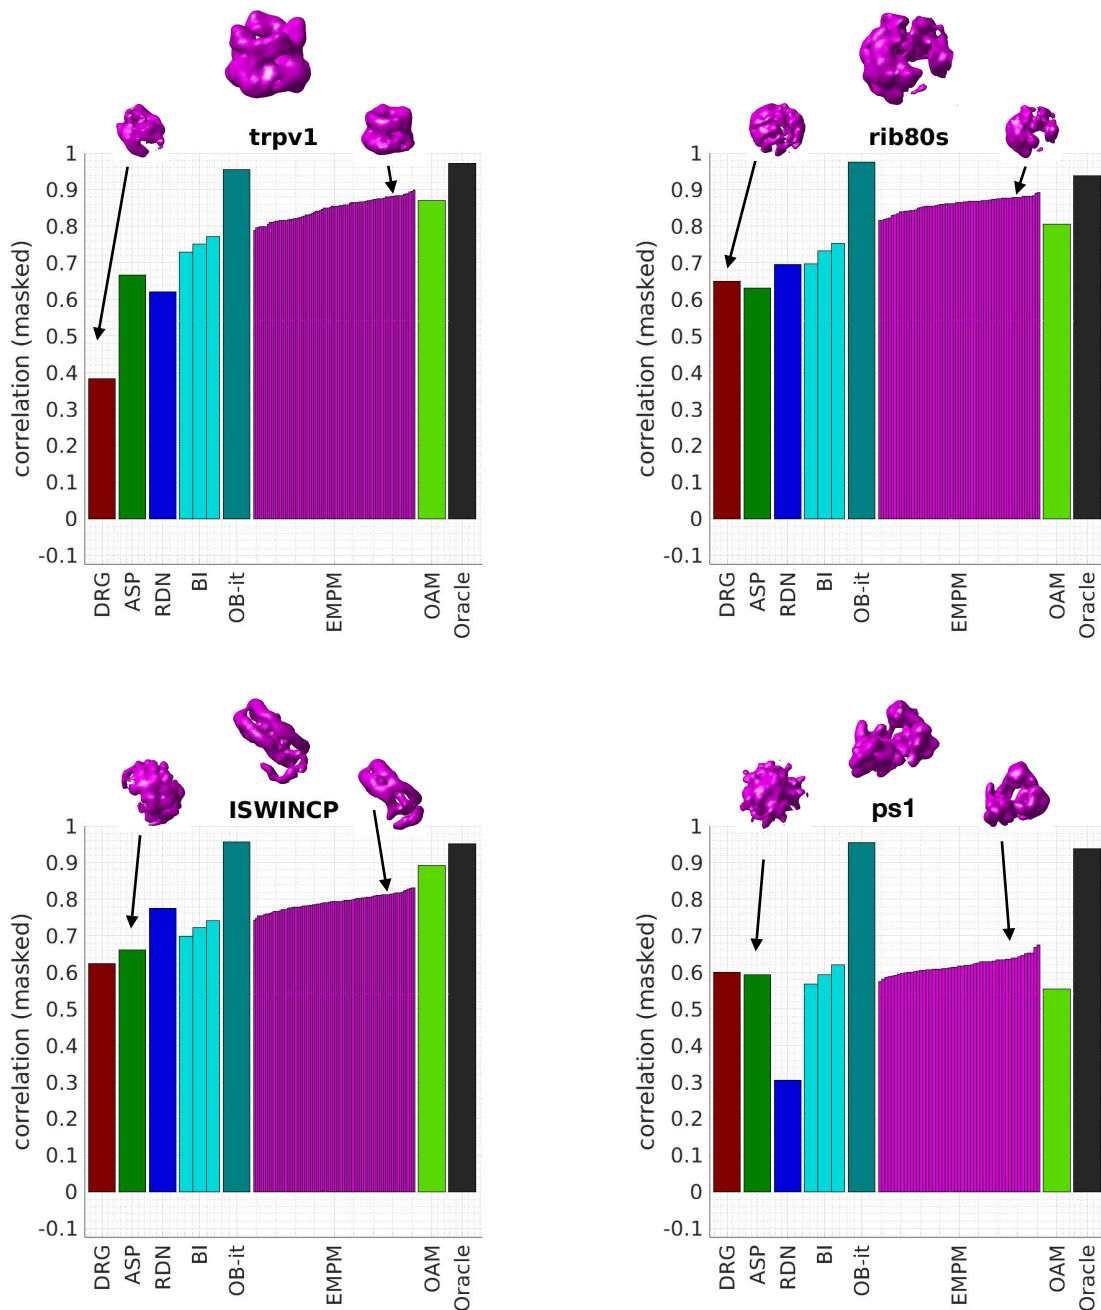 trpv1
correlation (masked)
1
0.9
0.8
0.7
0.6
0.5
0.4
0.3
0.2
0.1
0
-0.1
DRG
ASP
RDN
BI
OB-it
EMPM
OAM
Oracle
rib80s
correlation (masked)
1
0.9
0.8
0.7
0.6
0.5
0.4
0.3
0.2
0.1
0
-0.1
DRG
ASP
RDN
BI
OB-it
EMPM
OAM
Oracle
ISWINCP
correlation (masked)
1
0.9
0.8
0.7
0.6
0.5
0.4
0.3
0.2
0.1
0
-0.1
DRG
ASP
RDN
BI
OB-it
EMPM
OAM
Oracle
ps1
correlation (masked)
1
0.9
0.8
0.7
0.6
0.5
0.4
0.3
0.2
0.1
0
-0.1
DRG
ASP
RDN
BI
OB-it
EMPM
OAM
Oracle